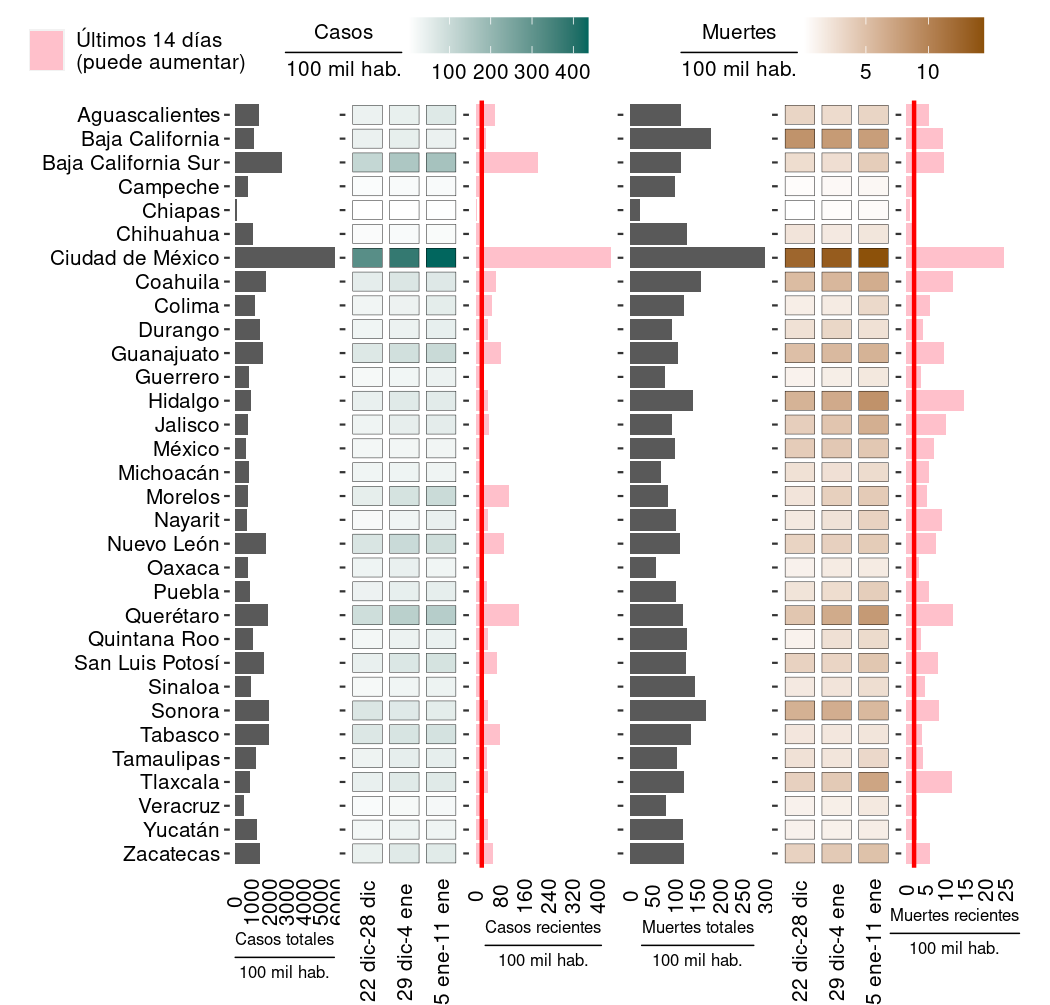 Últimos 14 días
(puede aumentar)
Casos
100 mil hab.
100 200 300 400
Muertes
100 mil hab.
5 10
Aguascalientes
Baja California
Baja California Sur
Campeche
Chiapas
Chihuahua
Ciudad de México
Coahuila
Colima
Durango
Guanajuato
Guerrero
Hidalgo
Jalisco
México
Michoacán
Morelos
Nayarit
Nuevo León
Oaxaca
Puebla
Querétaro
Quintana Roo
San Luis Potosí
Sinaloa
Sonora
Tabasco
Tamaulipas
Tlaxcala
Veracruz
Yucatán
Zacatecas
0 1000 2000 3000 4000 5000 6000
Casos totales
100 mil hab.
22 dic-28 dic
29 dic-4 ene
5 ene-11 ene
0 80 160 240 320 400
Casos recientes
100 mil hab.
0 50 100 150 200 250 300
Muertes totales
100 mil hab.
22 dic-28 dic
29 dic-4 ene
5 ene-11 ene
0 5 10 15 20 25
Muertes recientes
100 mil hab.